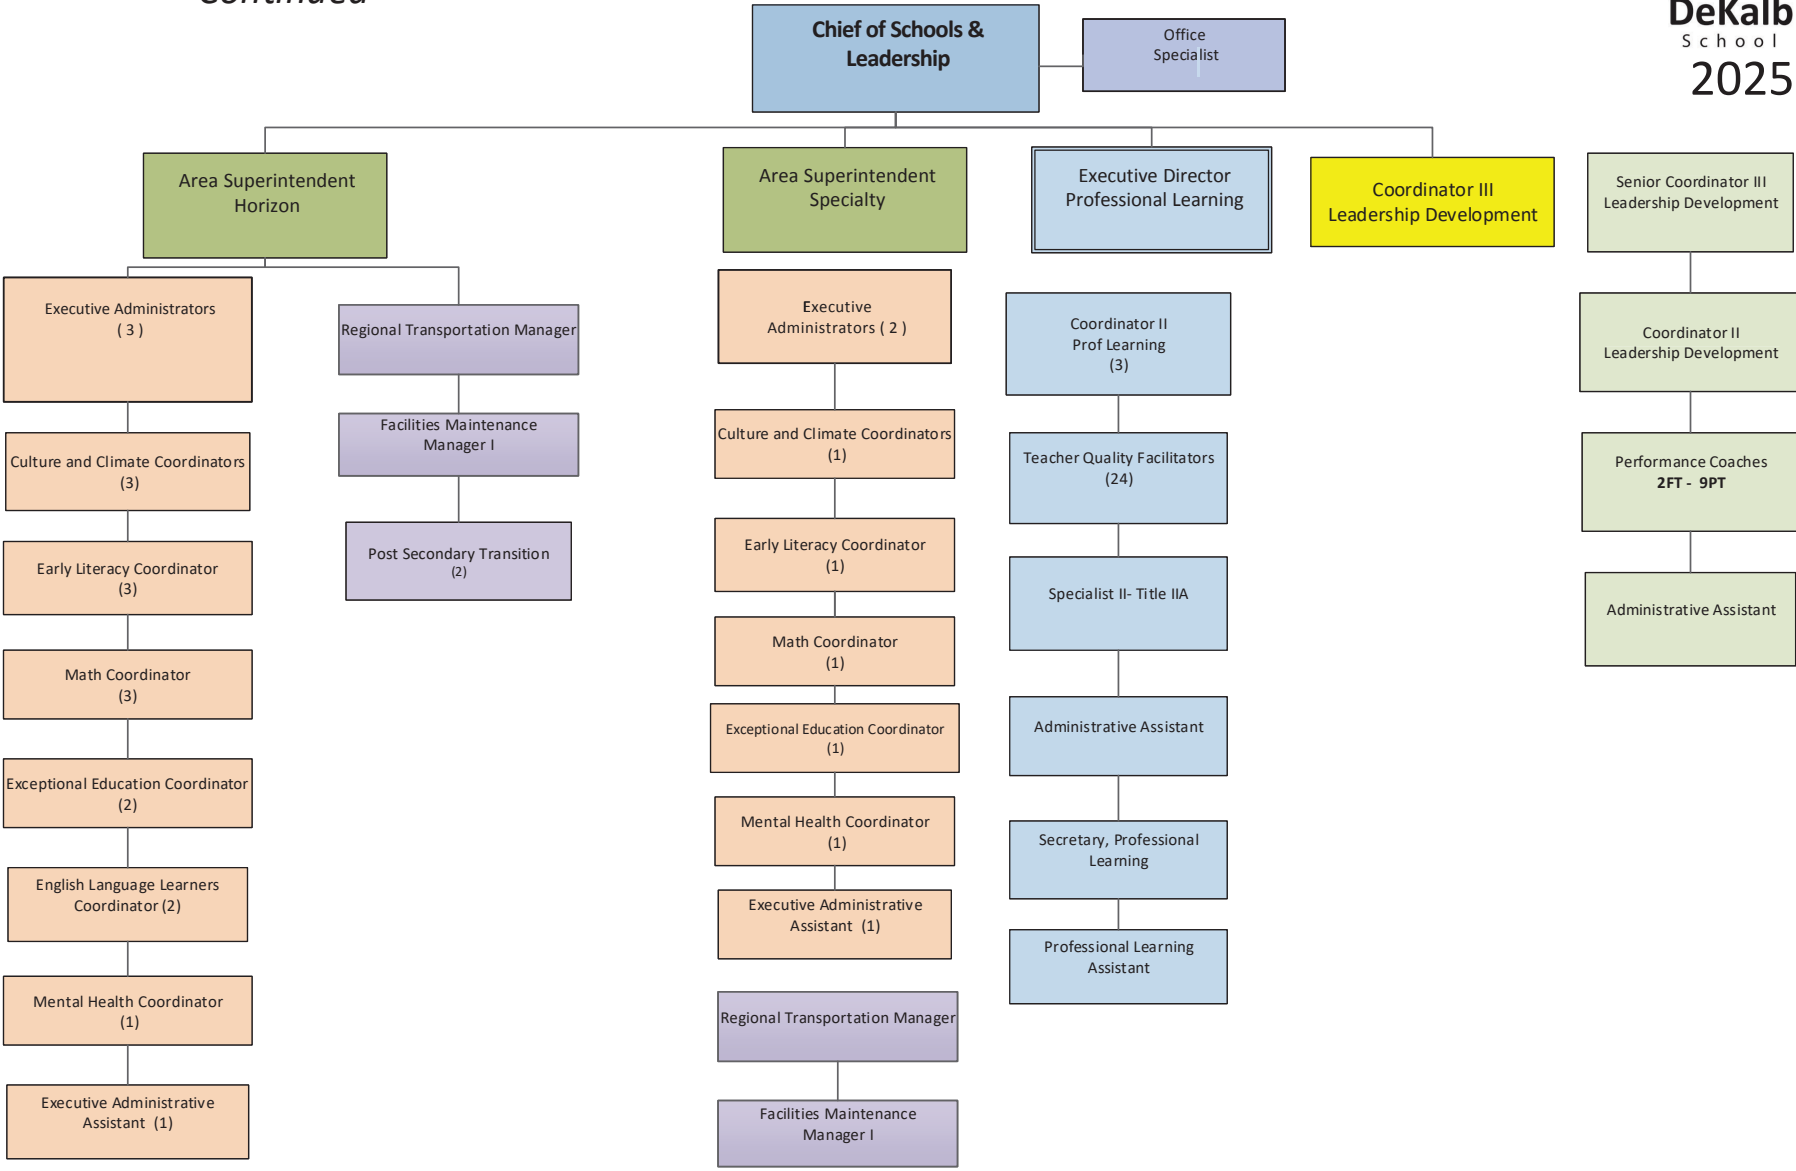 Continued
DeKalb
School
2025
Chief of Schools &
Leadership
Office
Specialist
Area Superintendent
Horizon
Area Superintendent
Specialty
Executive Director
Professional Learning
Coordinator III
Leadership Development
Senior Coordinator III
Leadership Development
Executive Administrators
( 3 )
Culture and Climate Coordinators
(3)
Early Literacy Coordinator
(3)
Math Coordinator
(3)
Exceptional Education Coordinator
(2)
English Language Learners
Coordinator (2)
Mental Health Coordinator
(1)
Executive Administrative
Assistant (1)
Regional Transportation Manager
Facilities Maintenance
Manager I
Post Secondary Transition
(2)
Executive
Administrators ( 2 )
Culture and Climate Coordinators
(1)
Early Literacy Coordinator
(1)
Math Coordinator
(1)
Exceptional Education Coordinator
(1)
Mental Health Coordinator
(1)
Executive Administrative
Assistant (1)
Regional Transportation Manager
Facilities Maintenance
Manager I
Coordinator II
Prof Learning
(3)
Teacher Quality Facilitators
(24)
Specialist II- Title IIA
Administrative Assistant
Secretary, Professional
Learning
Professional Learning
Assistant
Coordinator II
Leadership Development
Performance Coaches
2FT - 9PT
Administrative Assistant